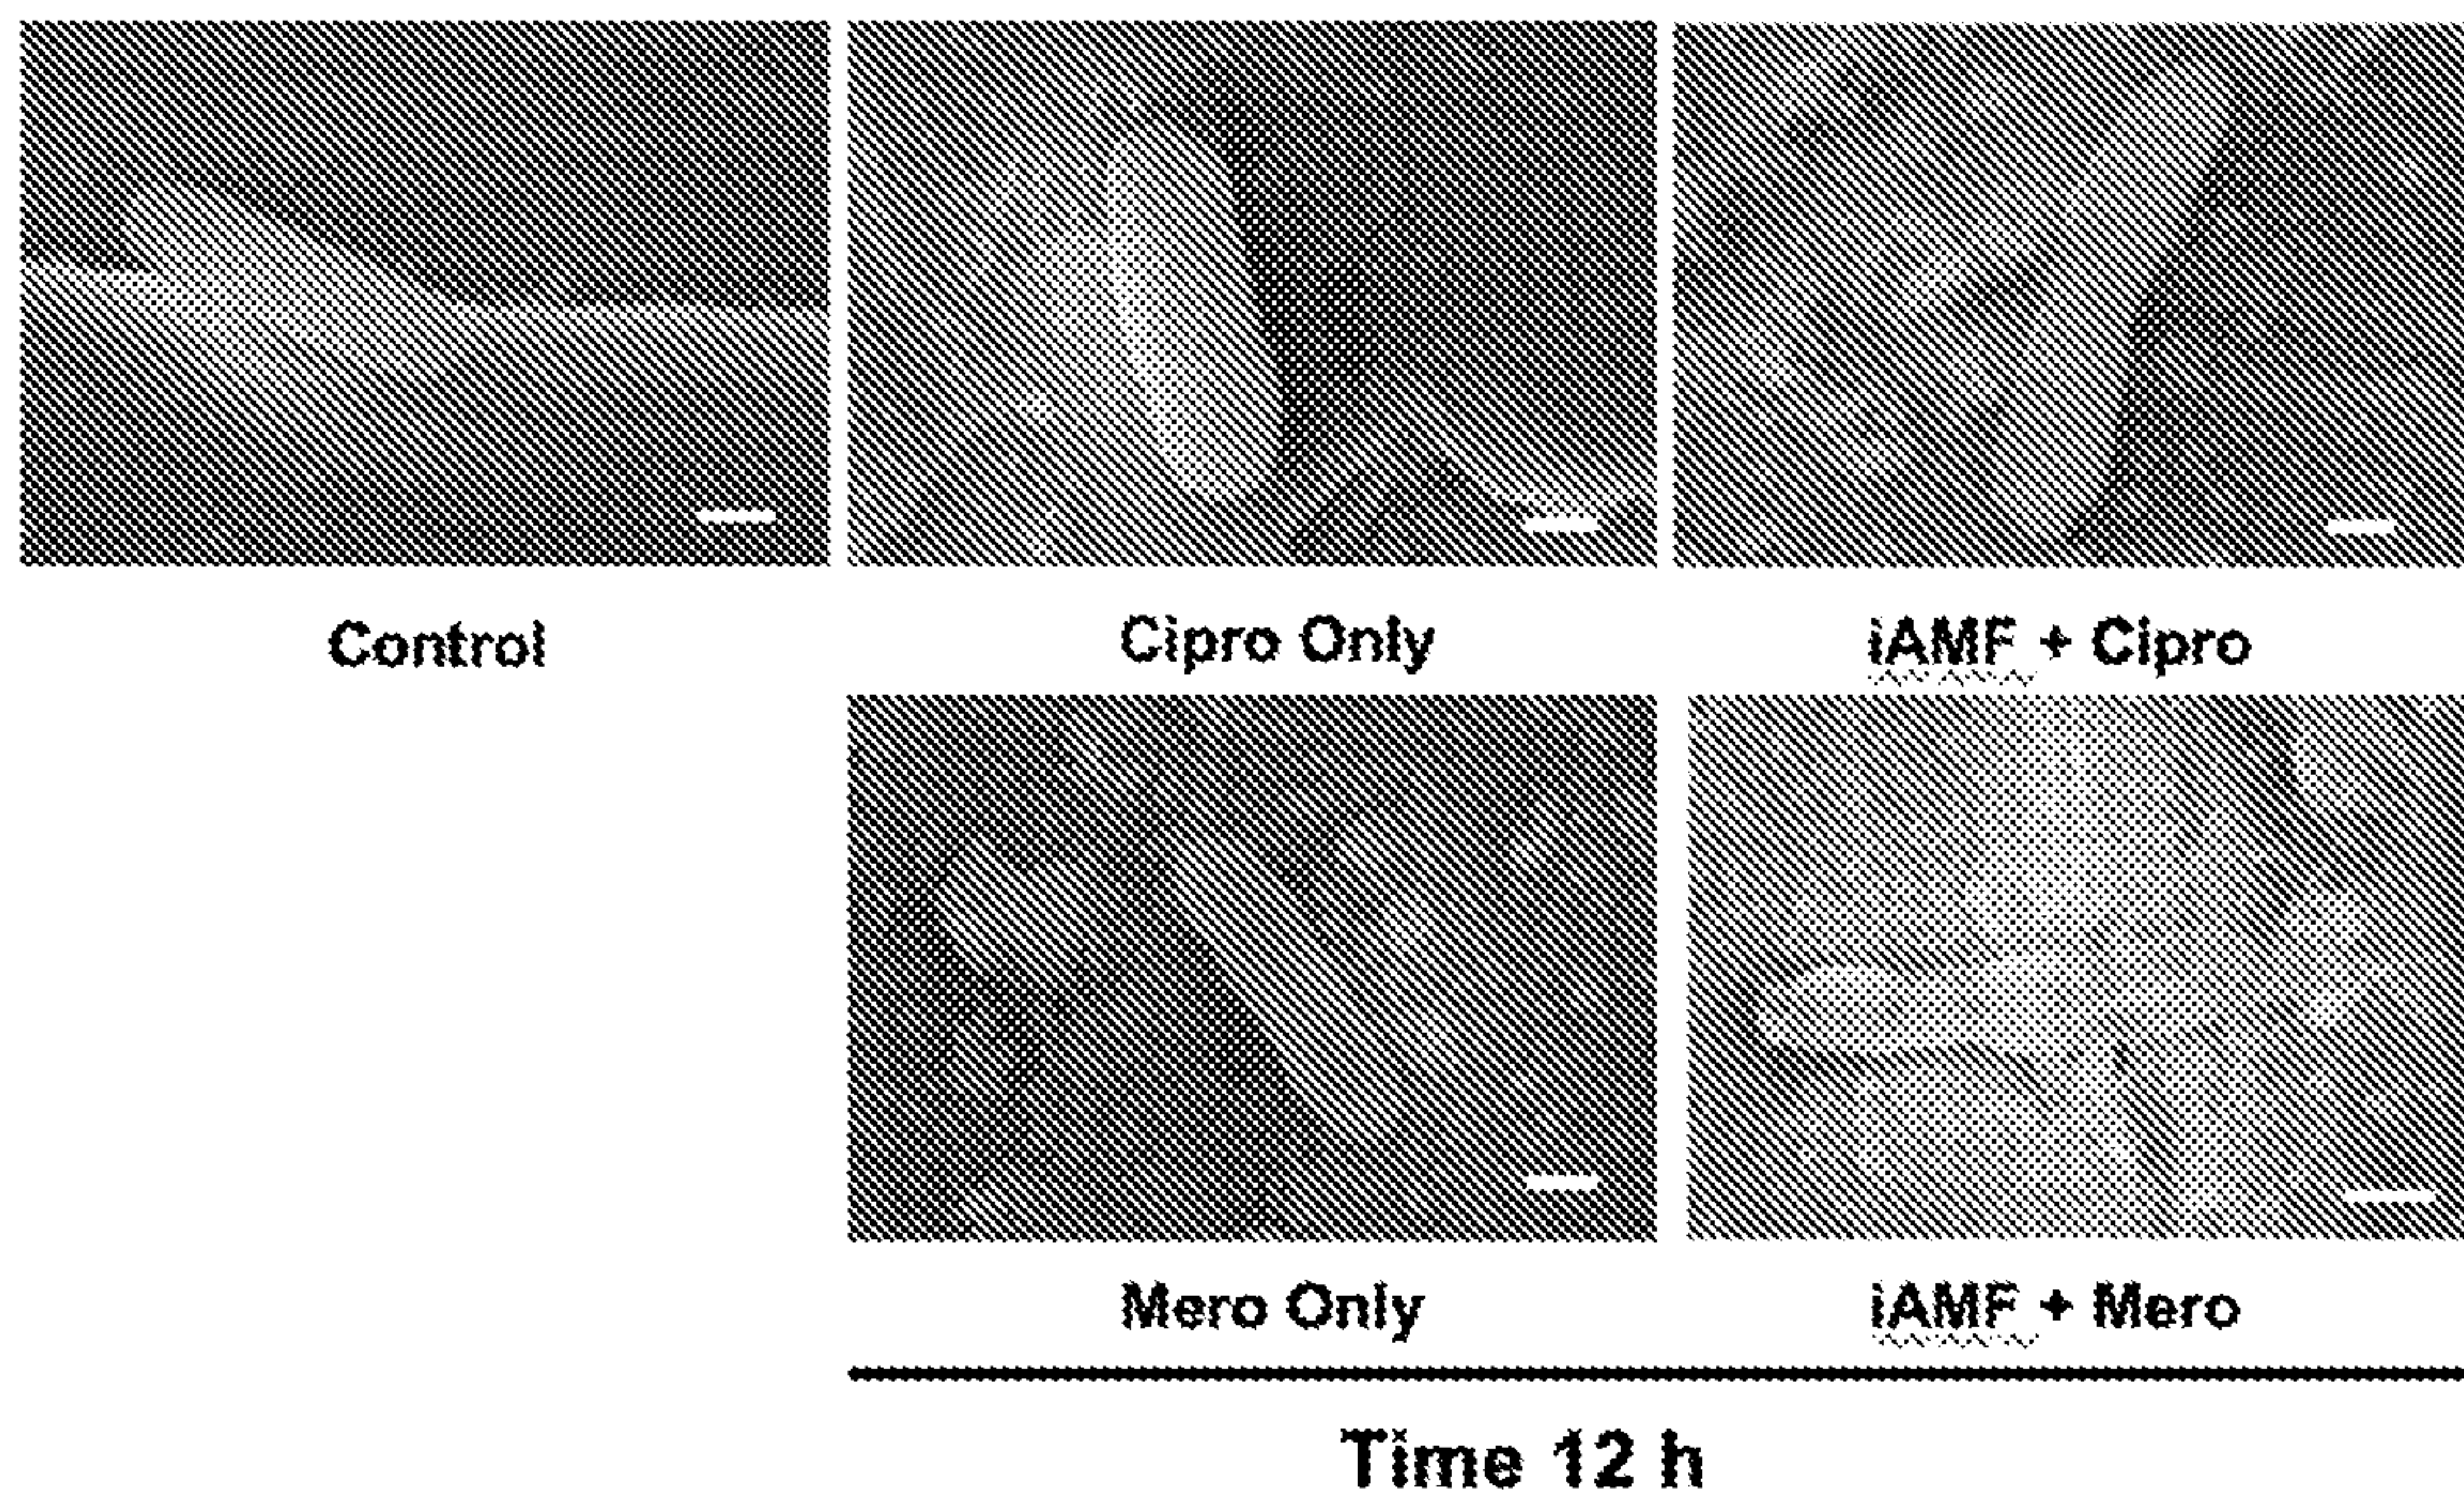 Control
Cipro Only
iAMF + Cipro
Mero Only
iAMF + Mero
Time 12 h